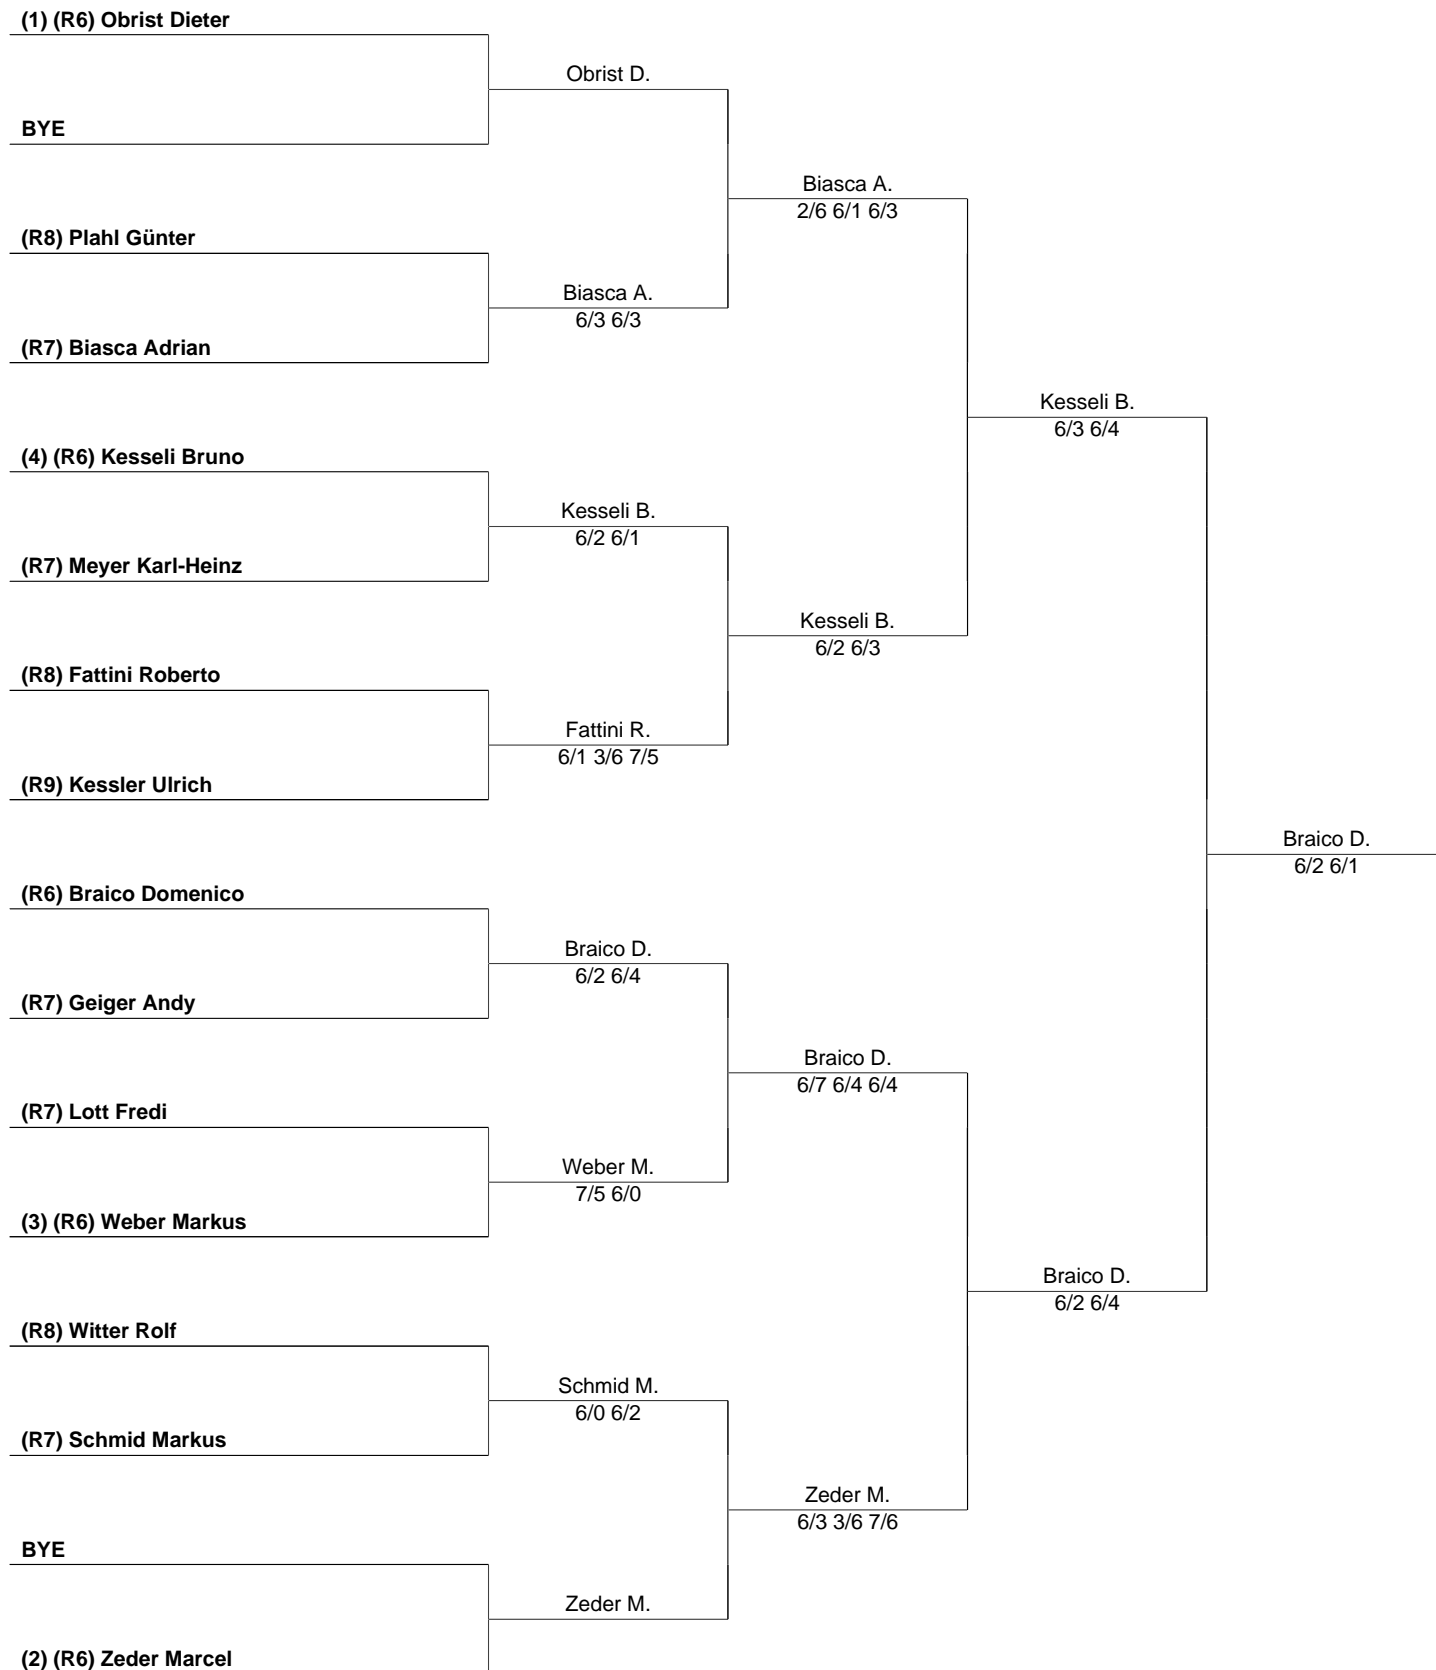 (1) (R6) Obrist Dieter
Obrist D.
BYE
Biasca A.
2/6 6/1 6/3
(R8) Plahl Günter
Biasca A.
6/3 6/3
(R7) Biasca Adrian
Kesseli B.
6/3 6/4
(4) (R6) Kesseli Bruno
Kesseli B.
6/2 6/1
(R7) Meyer Karl-Heinz
Kesseli B.
6/2 6/3
(R8) Fattini Roberto
Fattini R.
6/1 3/6 7/5
(R9) Kessler Ulrich
Braico D.
6/2 6/1
(R6) Braico Domenico
Braico D.
6/2 6/4
(R7) Geiger Andy
Braico D.
6/7 6/4 6/4
(R7) Lott Fredi
Weber M.
7/5 6/0
(3) (R6) Weber Markus
Braico D.
6/2 6/4
(R8) Witter Rolf
Schmid M.
6/0 6/2
(R7) Schmid Markus
Zeder M.
6/3 3/6 7/6
BYE
Zeder M.
(2) (R6) Zeder Marcel